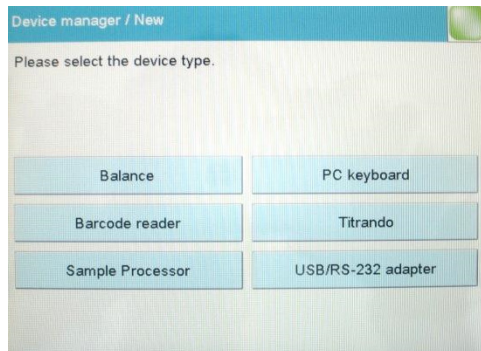 Device manager / New
Please select the device type.
Balance
PC keyboard
Barcode reader
Titrando
Sample Processor
USB/RS-232 adapter